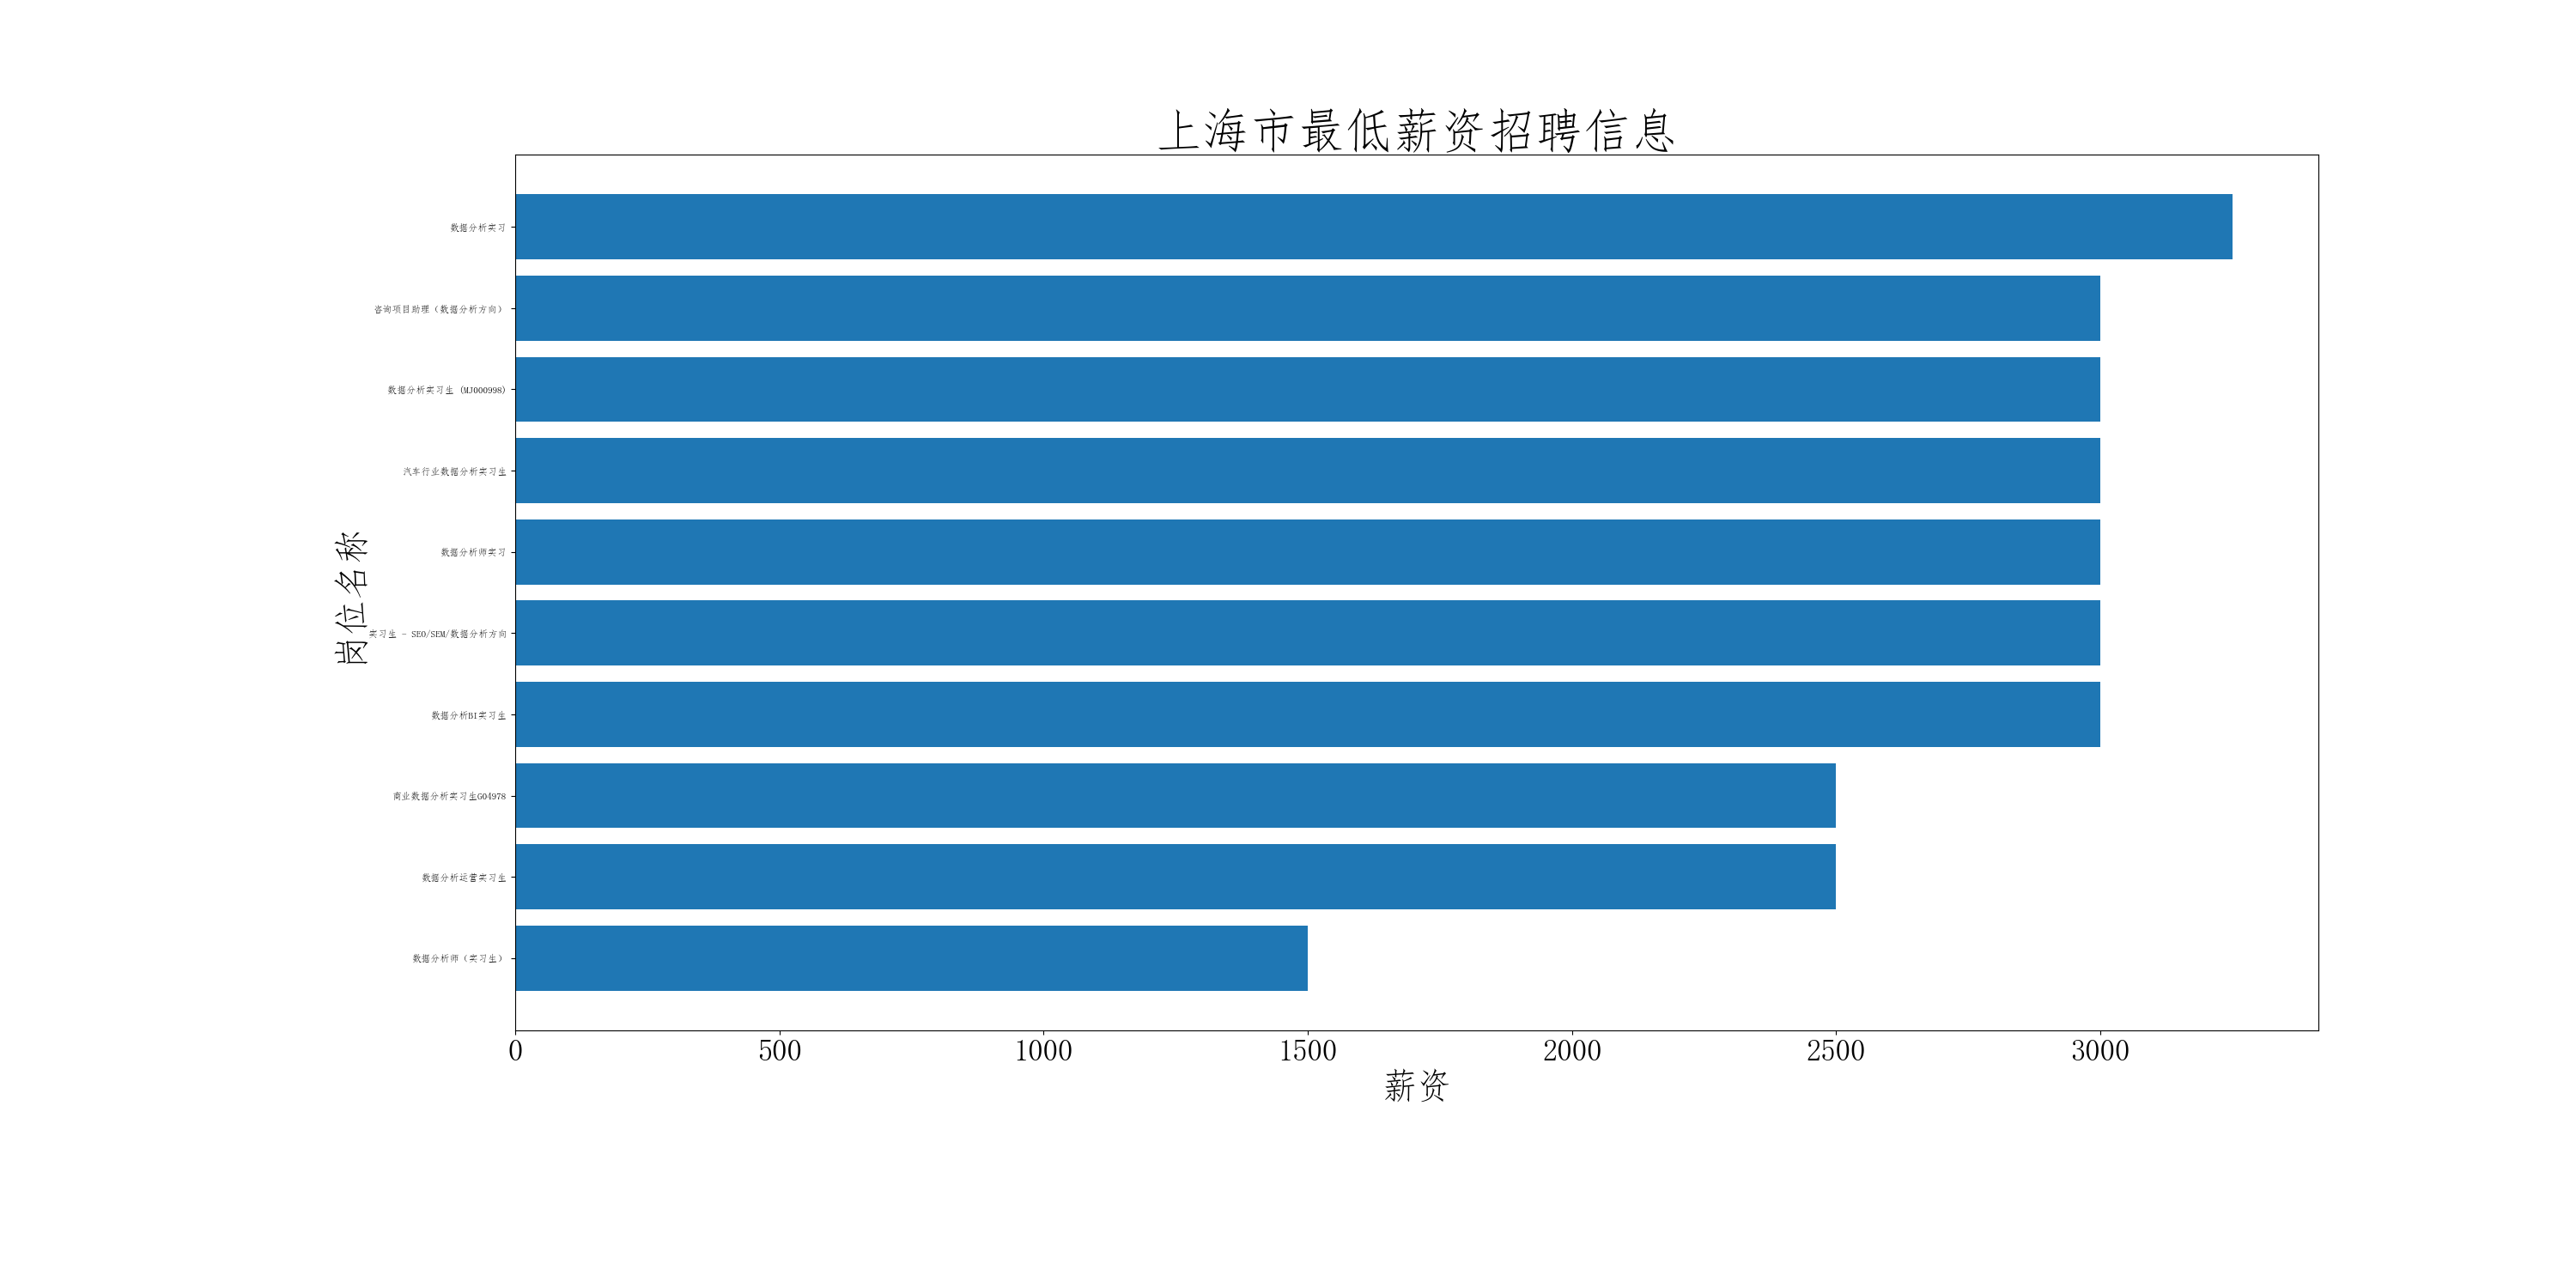 上海市最低薪资招聘信息
数据分析实习
咨询项目助理（数据分析方向）
数据分析实习生 (MJ000998)
汽车行业数据分析实习生
数据分析师实习
实习生 - SEO/SEM/数据分析方向
数据分析BI实习生
商业数据分析实习生G04978
数据分析运营实习生
数据分析师（实习生）
岗位名称
0 500 1000 1500 2000 2500 3000
薪资